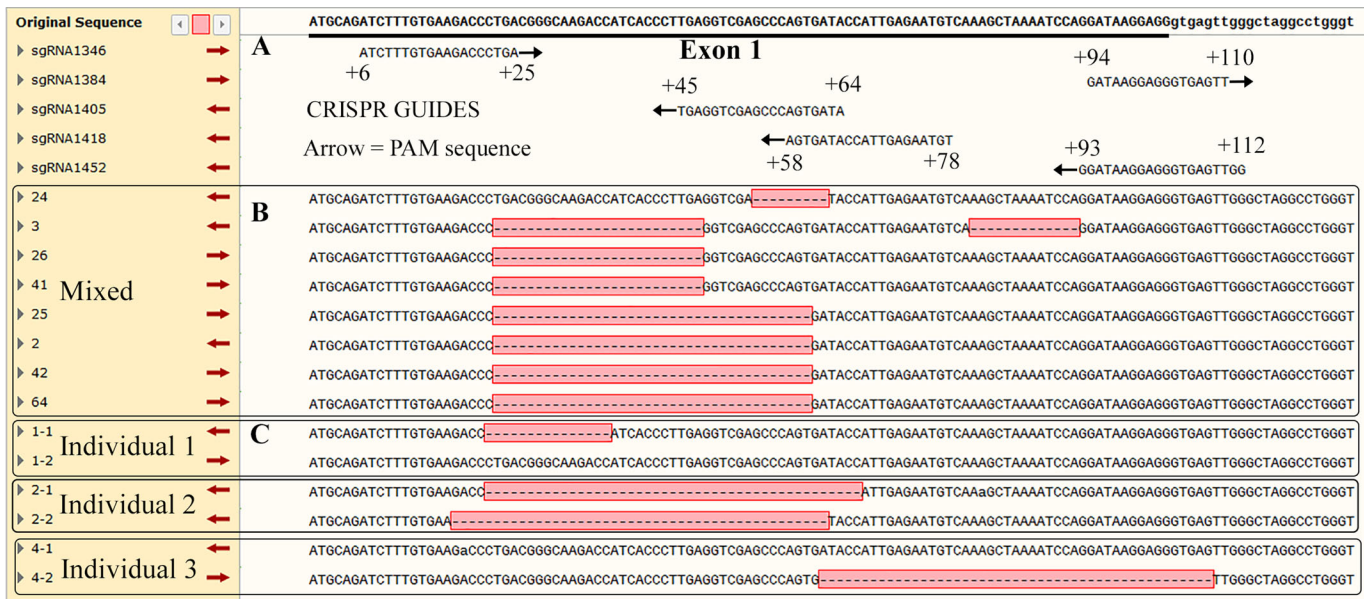 Original Sequence ATGCAGATCTTTGTGAAGACCCTGACGGGCAAGACCATCACCCTTGAGGTCGAGCCCAGTGATACCATTGAGAATGTCAAAGCTAAAATCCAGGATAAGGAGGgtgagttgggctaggcctgggt
sgRNA1346 A ATCTTTGTGAAGACCCTGA Exon 1
+6 +25 +94 +110
sgRNA1384 GATAAGGAGGGTGAGTT
+45 +64
sgRNA1405 CRISPR GUIDES TGAGGTCGAGCCCAGTGATA
sgRNA1418 Arrow = PAM sequence AGTGATACCATTGAGAATGT
+58 +78 +93 +112
sgRNA1452 GGATAAGGAGGGTGAGTTGG
24 B ATGCAGATCTTTGTGAAGACCCTGACGGGCAAGACCATCACCCTTGAGGTCGA---------TACCATTGAGAATGTCAAAGCTAAAATCCAGGATAAGGAGGGTGAGTTGGGCTAGGCCTGGGT
3 ATGCAGATCTTTGTGAAGACCC-------------------------GGTCGAGCCCAGTGATACCATTGAGAATGTCA-------------GGATAAGGAGGGTGAGTTGGGCTAGGCCTGGGT
26 ATGCAGATCTTTGTGAAGACCC-------------------------GGTCGAGCCCAGTGATACCATTGAGAATGTCAAAGCTAAAATCCAGGATAAGGAGGGTGAGTTGGGCTAGGCCTGGGT
41 Mixed ATGCAGATCTTTGTGAAGACCC-------------------------GGTCGAGCCCAGTGATACCATTGAGAATGTCAAAGCTAAAATCCAGGATAAGGAGGGTGAGTTGGGCTAGGCCTGGGT
25 ATGCAGATCTTTGTGAAGACCC--------------------------------------GATACCATTGAGAATGTCAAAGCTAAAATCCAGGATAAGGAGGGTGAGTTGGGCTAGGCCTGGGT
2 ATGCAGATCTTTGTGAAGACCC--------------------------------------GATACCATTGAGAATGTCAAAGCTAAAATCCAGGATAAGGAGGGTGAGTTGGGCTAGGCCTGGGT
42 ATGCAGATCTTTGTGAAGACCC--------------------------------------GATACCATTGAGAATGTCAAAGCTAAAATCCAGGATAAGGAGGGTGAGTTGGGCTAGGCCTGGGT
64 ATGCAGATCTTTGTGAAGACCC--------------------------------------GATACCATTGAGAATGTCAAAGCTAAAATCCAGGATAAGGAGGGTGAGTTGGGCTAGGCCTGGGT
1-1 Individual 1 C ATGCAGATCTTTGTGAAGACC---------------ATCACCCTTGAGGTCGAGCCCAGTGATACCATTGAGAATGTCAAAGCTAAAATCCAGGATAAGGAGGGTGAGTTGGGCTAGGCCTGGGT
1-2 ATGCAGATCTTTGTGAAGACCCTGACGGGCAAGACCATCACCCTTGAGGTCGAGCCCAGTGATACCATTGAGAATGTCAAAGCTAAAATCCAGGATAAGGAGGGTGAGTTGGGCTAGGCCTGGGT
2-1 Individual 2 ATGCAGATCTTTGTGAAGACC---------------------------------------------ATTGAGAATGTCAAaGCTAAAATCCAGGATAAGGAGGGTGAGTTGGGCTAGGCCTGGGT
2-2 ATGCAGATCTTTGTGAA---------------------------------------------TACCATTGAGAATGTCAAAGCTAAAATCCAGGATAAGGAGGGTGAGTTGGGCTAGGCCTGGGT
4-1 ATGCAGATCTTTGTGAAGaCCCTGACGGGCAAGACCATCACCCTTGAGGTCGAGCCCAGTGATACCATTGAGAATGTCAAAGCTAAAATCCAGGATAAGGAGGGTGAGTTGGGCTAGGCCTGGGT
4-2 Individual 3 ATGCAGATCTTTGTGAAGACCCTGACGGGCAAGACCATCACCCTTGAGGTCGAGCCCAGTG-----------------------------------------------TTGGGCTAGGCCTGGGT